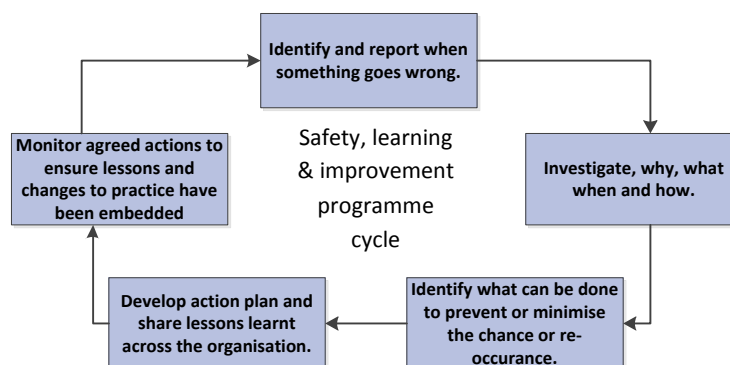 Identify and report when
something goes wrong.
Safety, learning
& improvement
programme
cycle
Monitor agreed actions to
ensure lessons and
changes to practice have
been embedded
Investigate, why, what
when and how.
Develop action plan and
share lessons learnt
across the organisation.
Identify what can be done
to prevent or minimise
the chance or re-
occurance.